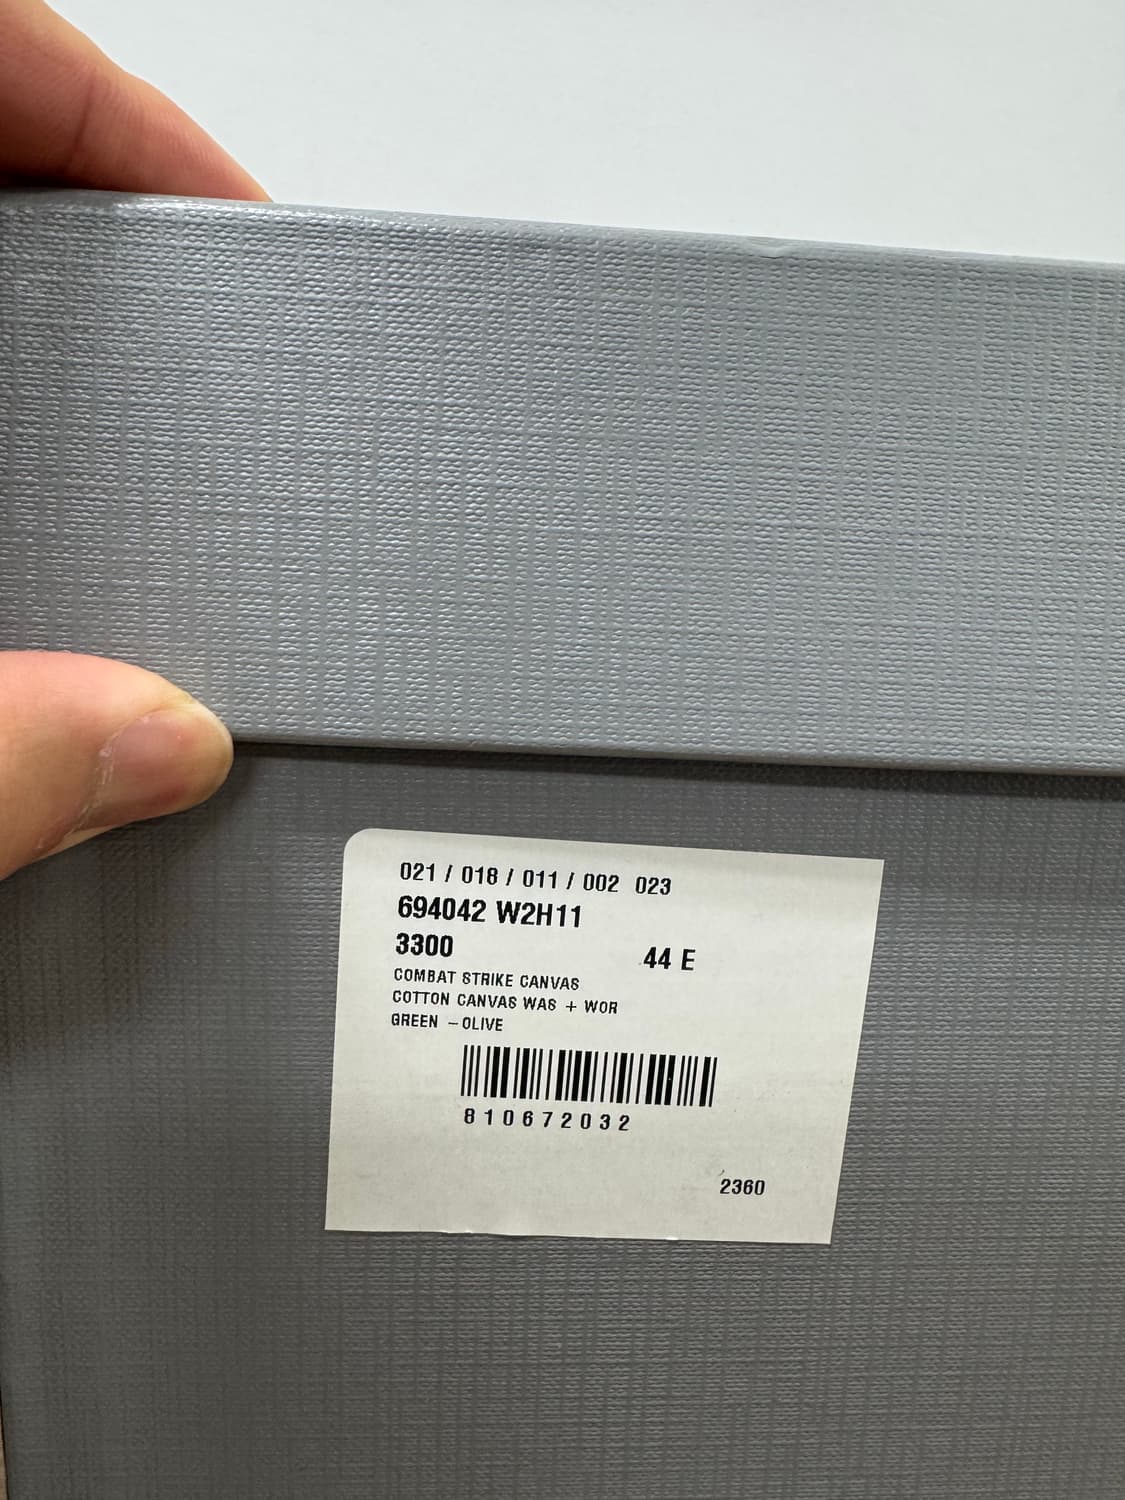 021 / 018 / 011 / 002 023
694042 W2H11
3300 44 E
COMBAT STRIKE CANVAS
COTTON CANVAS WAS + WOR
GREEN - OLIVE
810672032
2360